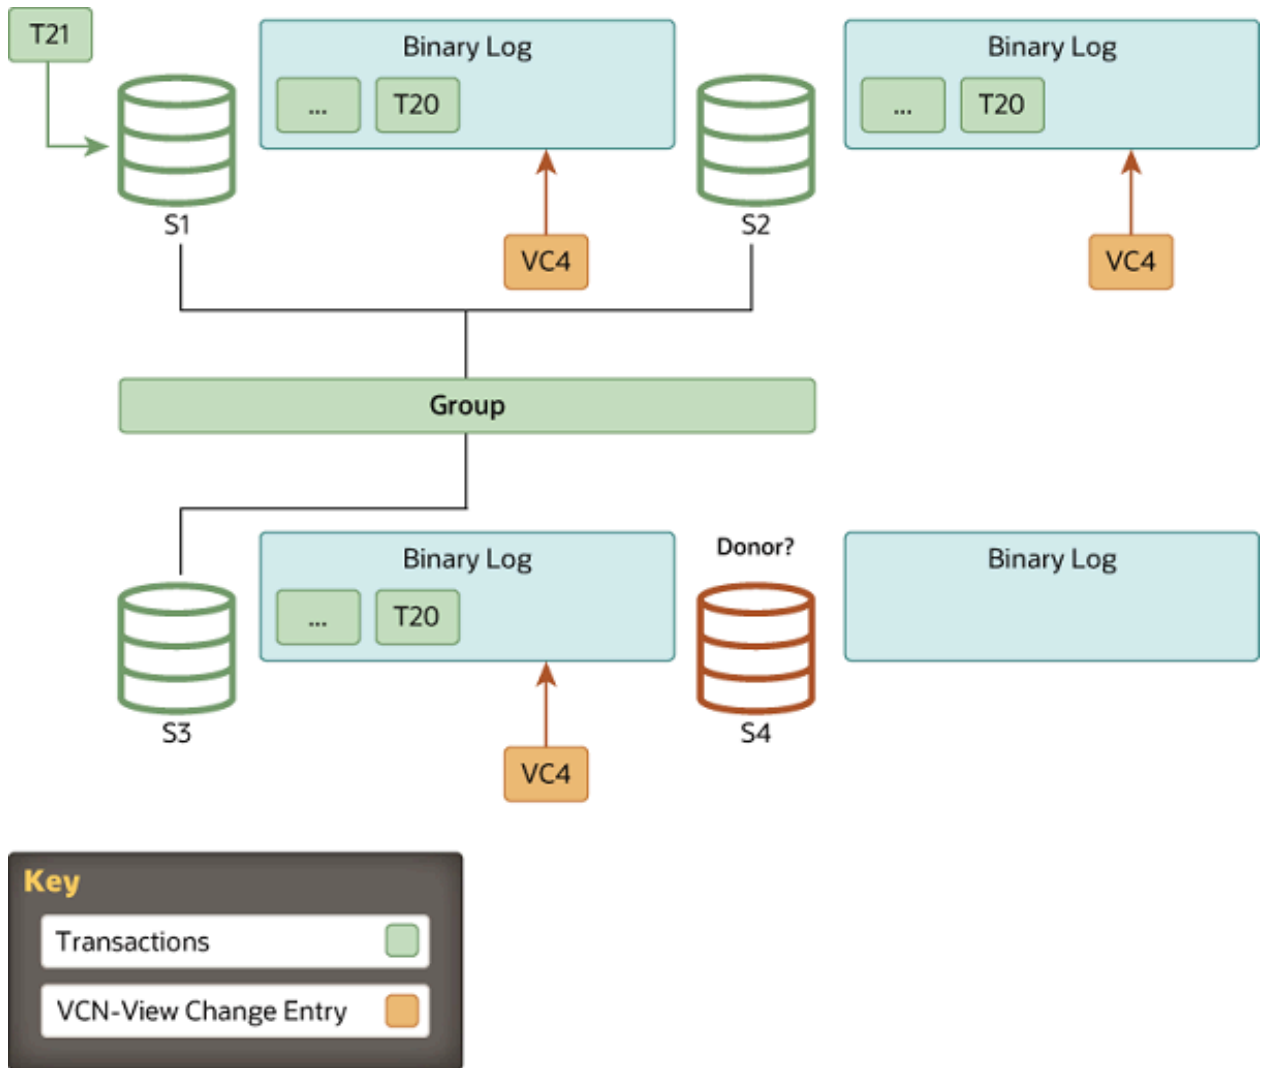 T21
Binary Log
... T20
S1
VC4
Binary Log
... T20
S2
VC4
Group
Binary Log
... T20
S3
VC4
Donor?
Binary Log
S4
Key
Transactions
VCN-View Change Entry